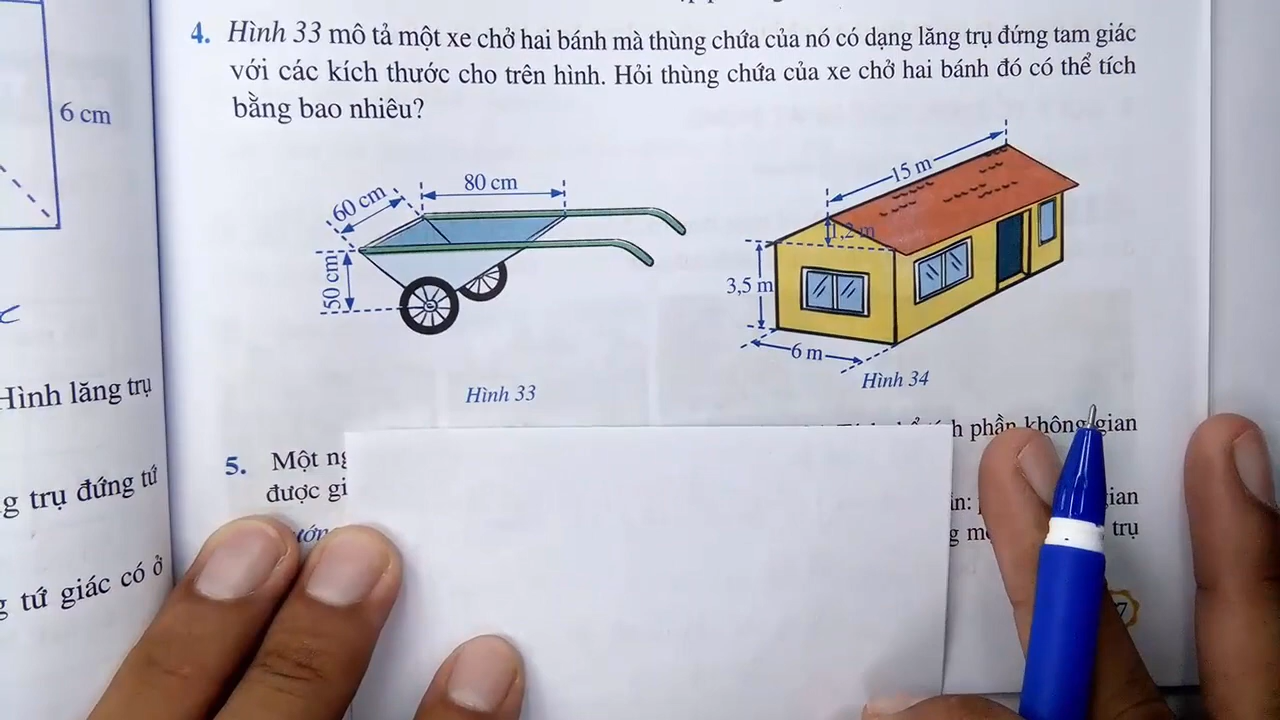 4. Hình 33 mô tả một xe chở hai bánh mà thùng chứa của nó có dạng lăng trụ đứng tam giác
với các kích thước cho trên hình. Hỏi thùng chứa của xe chở hai bánh đó có thể tích
bằng bao nhiêu?
6 cm
60 cm
80 cm
50 cm
15 m
1,2 m
3,5 m
6 m
Hình 33
Hình 34
Hình lăng trụ
g trụ đứng tứ
g tứ giác có ở
5. Một ng
được gi
h phần không gian
gian
trụ